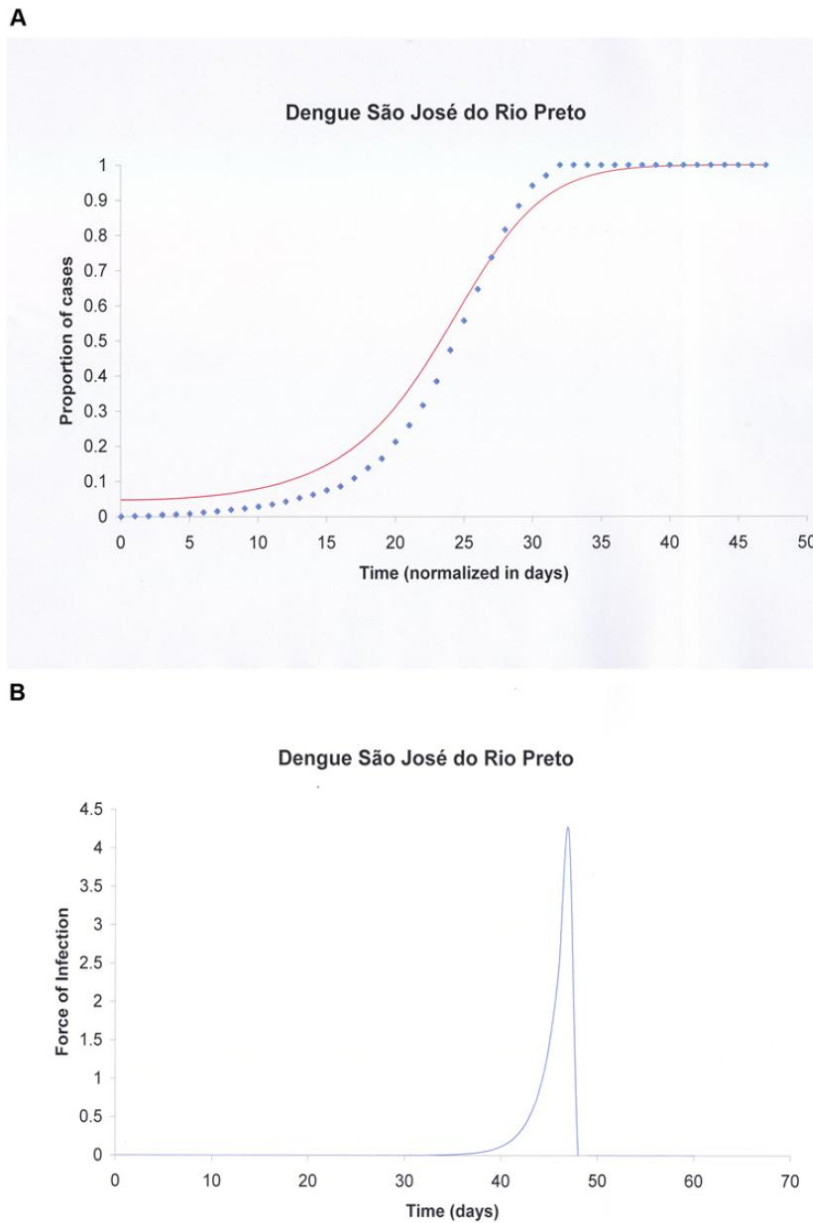 A
Dengue São José do Rio Preto
1
0.9
0.8
0.7
0.6
0.5
0.4
0.3
0.2
0.1
0
Proportion of cases
0 5 10 15 20 25 30 35 40 45 50
Time (normalized in days)
B
Dengue São José do Rio Preto
4.5
4
3.5
3
2.5
2
1.5
1
0.5
0
Force of Infection
0 10 20 30 40 50 60 70
Time (days)